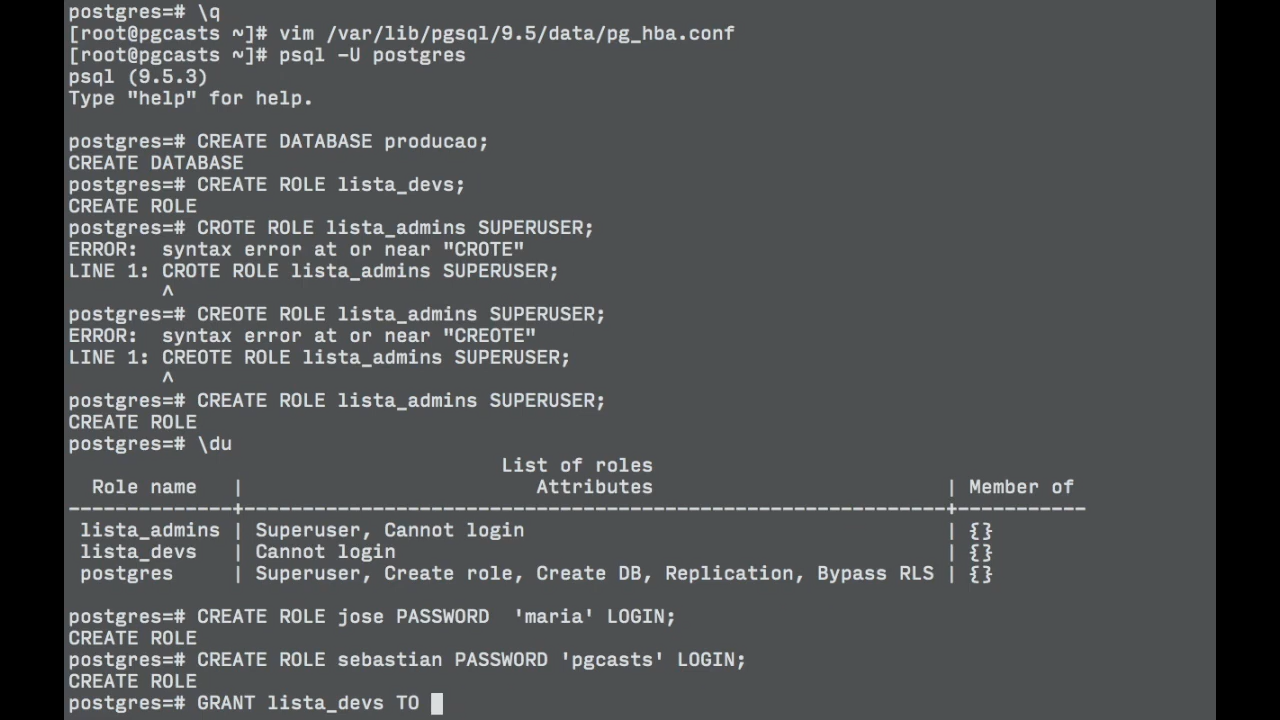 postgres=# \q
[root@pgcasts ~]# vim /var/lib/pgsql/9.5/data/pg_hba.conf
[root@pgcasts ~]# psql -U postgres
psql (9.5.3)
Type "help" for help.
postgres=# CREATE DATABASE producao;
CREATE DATABASE
postgres=# CREATE ROLE lista_devs;
CREATE ROLE
postgres=# CROTE ROLE lista_admins SUPERUSER;
ERROR:  syntax error at or near "CROTE"
LINE 1: CROTE ROLE lista_admins SUPERUSER;
        ^
postgres=# CREOTE ROLE lista_admins SUPERUSER;
ERROR:  syntax error at or near "CREOTE"
LINE 1: CREOTE ROLE lista_admins SUPERUSER;
        ^
postgres=# CREATE ROLE lista_admins SUPERUSER;
CREATE ROLE
postgres=# \du
                                     List of roles
  Role name   |                         Attributes                         | Member of
--------------+------------------------------------------------------------+-----------
 lista_admins | Superuser, Cannot login                                    | {}
 lista_devs   | Cannot login                                               | {}
 postgres     | Superuser, Create role, Create DB, Replication, Bypass RLS | {}
postgres=# CREATE ROLE jose PASSWORD  'maria' LOGIN;
CREATE ROLE
postgres=# CREATE ROLE sebastian PASSWORD 'pgcasts' LOGIN;
CREATE ROLE
postgres=# GRANT lista_devs TO